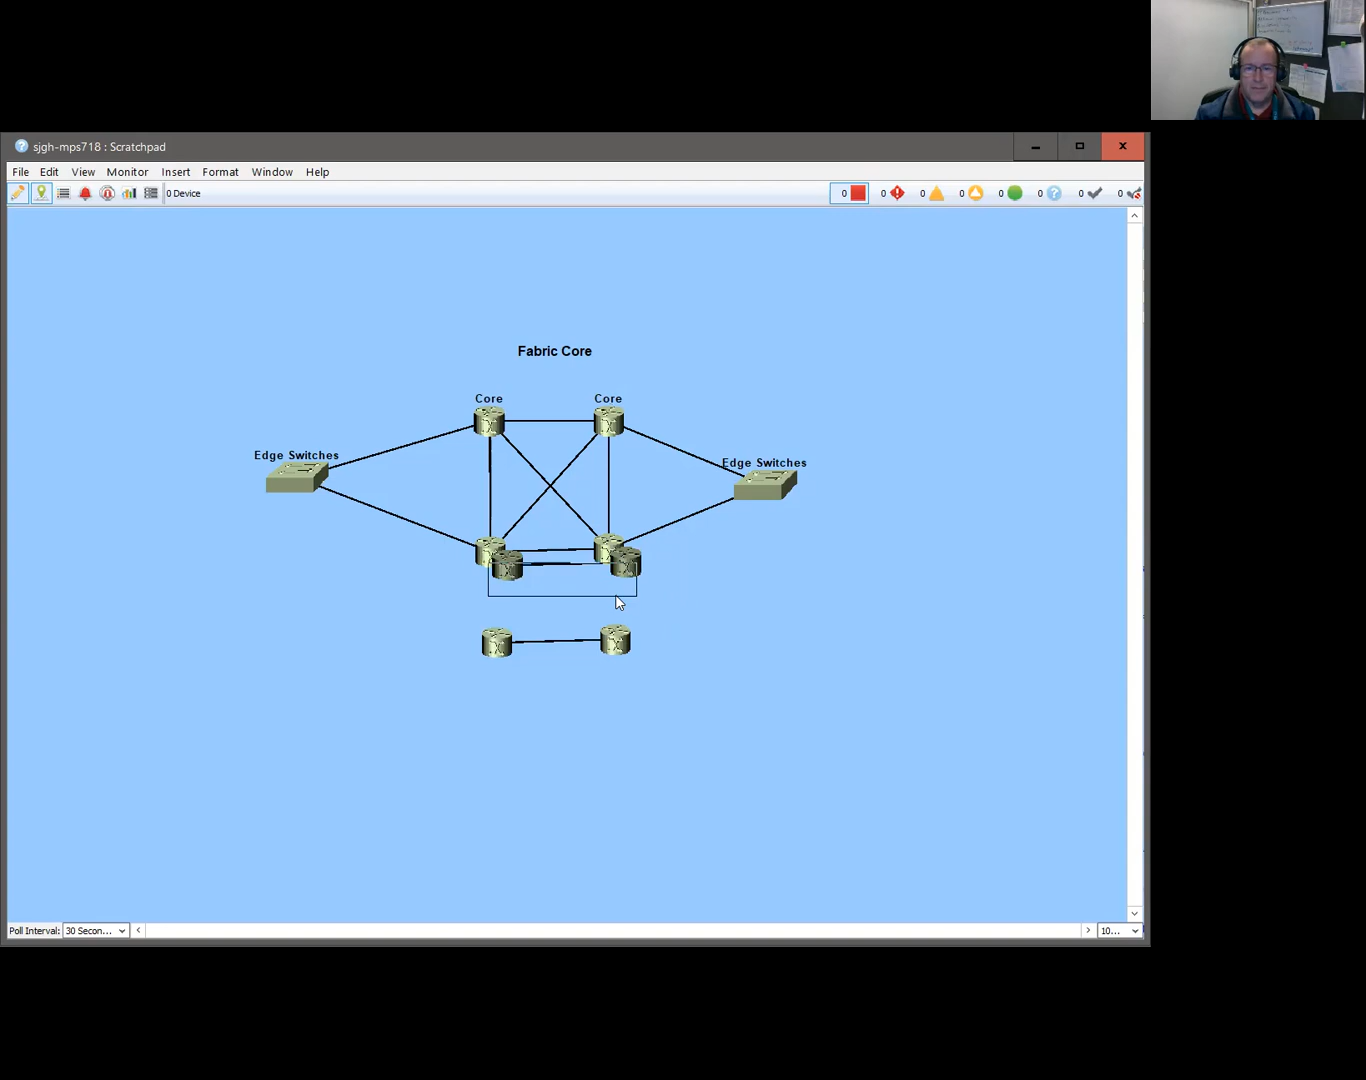 sjgh-mps718 : Scratchpad
File Edit View Monitor Insert Format Window Help
0 Device
0 0 0 0 0 0 0 0
Fabric Core
Core Core
Edge Switches
Edge Switches
Poll Interval: 30 Secon...
10...